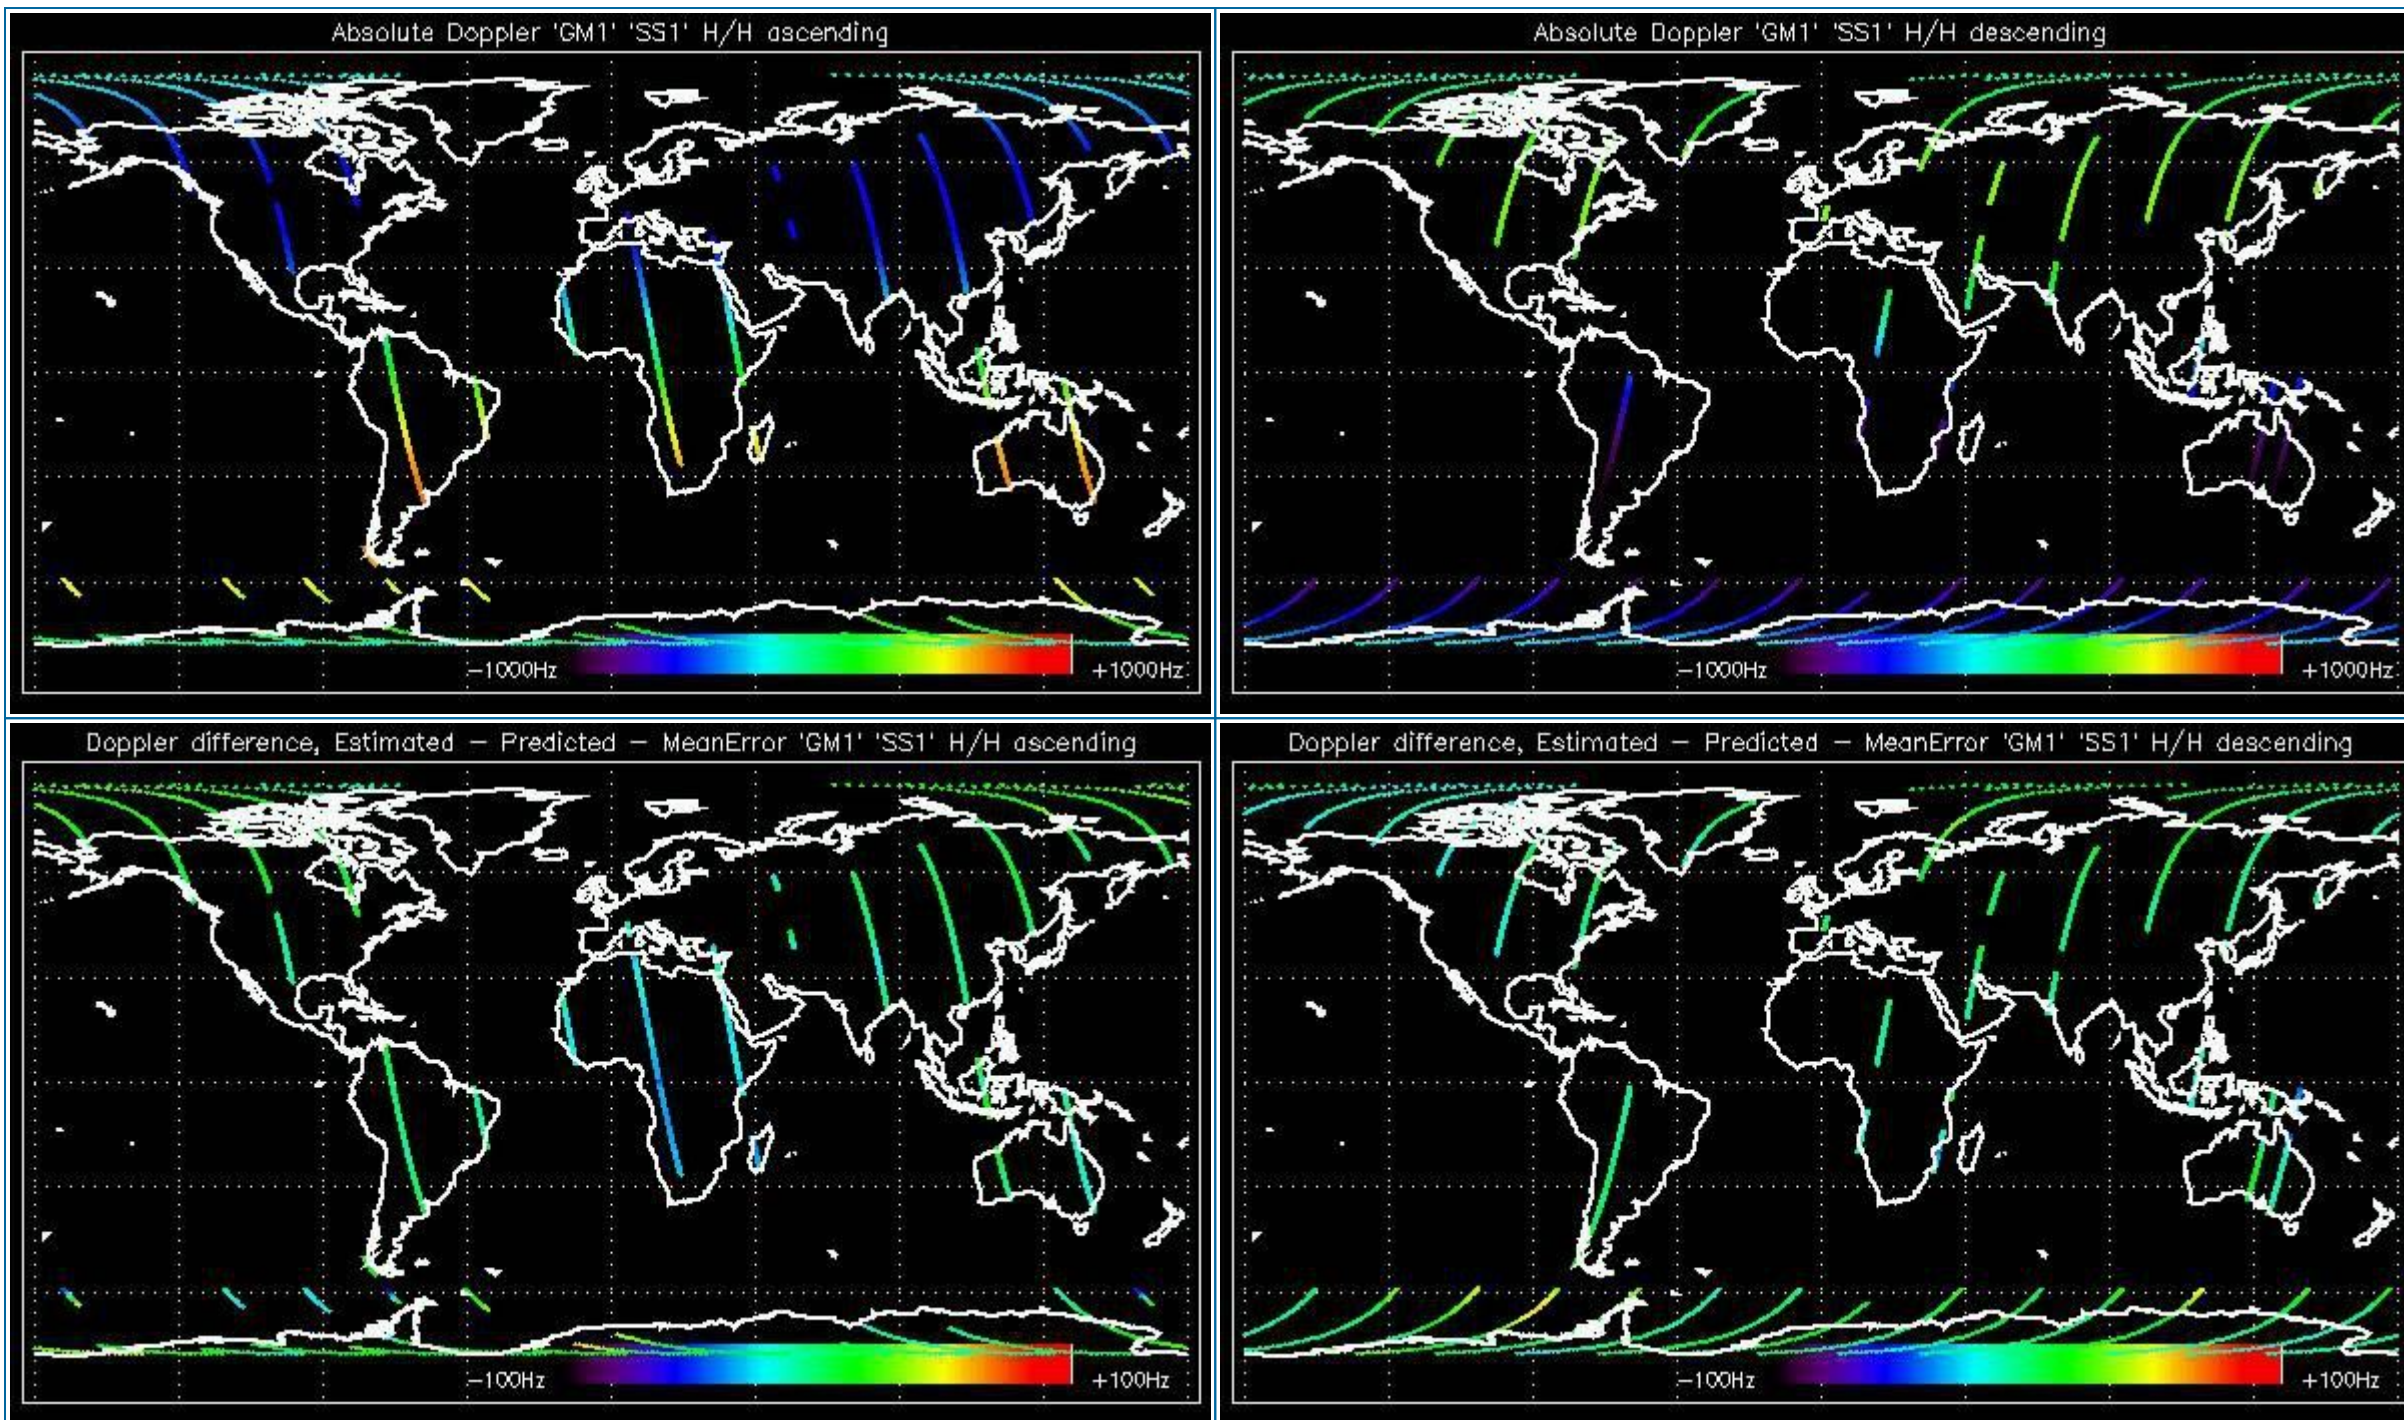 Absolute Doppler 'GM1' 'SS1' H/H ascending
−1000Hz
+1000Hz
Absolute Doppler 'GM1' 'SS1' H/H descending
−1000Hz
+1000Hz
Doppler difference, Estimated − Predicted − MeanError 'GM1' 'SS1' H/H ascending
−100Hz
+100Hz
Doppler difference, Estimated − Predicted − MeanError 'GM1' 'SS1' H/H descending
−100Hz
+100Hz